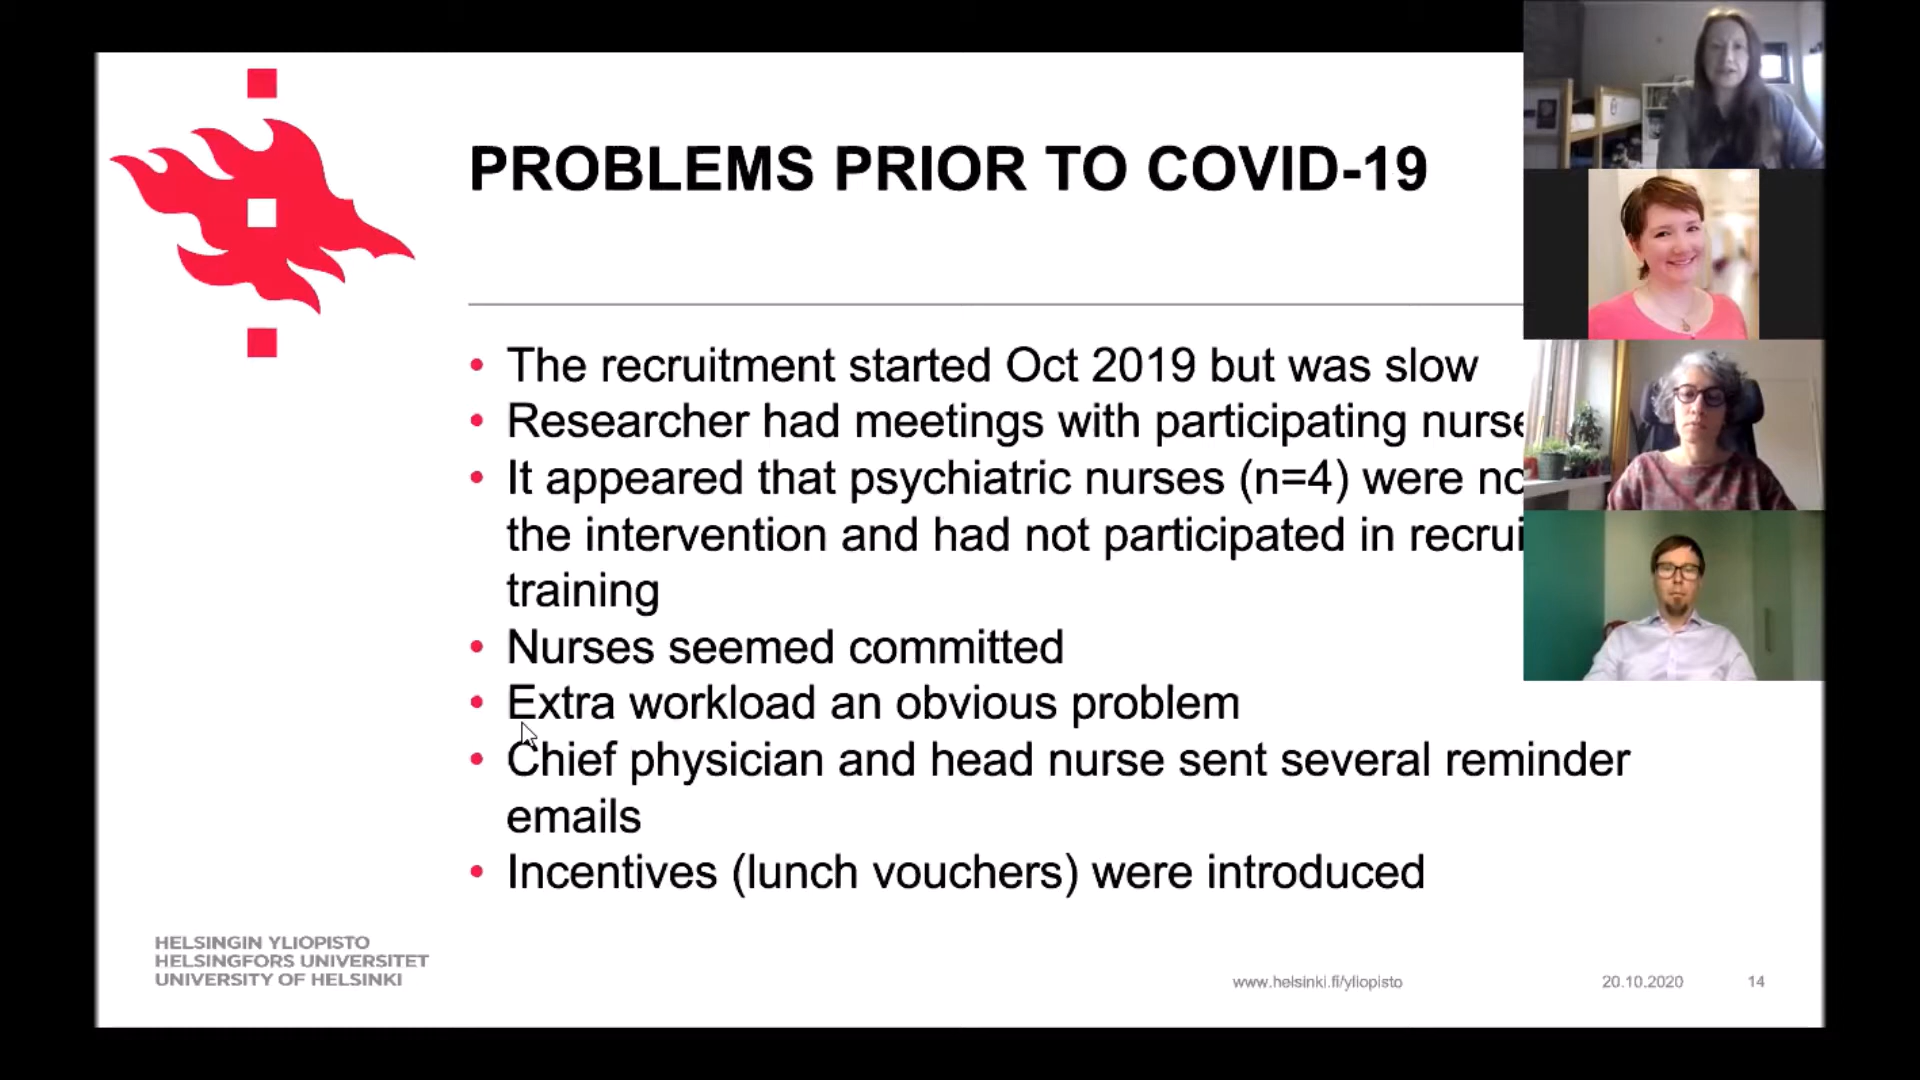 PROBLEMS PRIOR TO COVID-19
• The recruitment started Oct 2019 but was slow
• Researcher had meetings with participating
• It appeared that psychiatric nurses (n=4) were
the intervention and had not participated in
training
• Nurses seemed committed
• Extra workload an obvious problem
• Chief physician and head nurse sent several reminder
emails
• Incentives (lunch vouchers) were introduced
HELSINGIN YLIOPISTO
HELSINGFORS UNIVERSITET
UNIVERSITY OF HELSINKI
www.helsinki.fi/yliopisto
20.10.2020
14